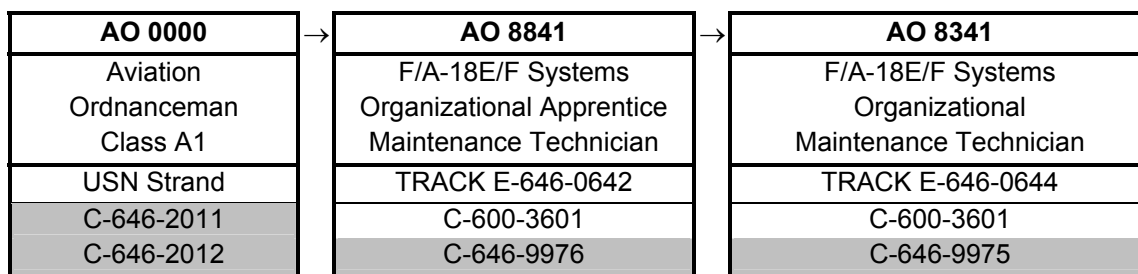 AO 0000 → AO 8841 → AO 8341
Aviation
Ordnanceman
Class A1
F/A-18E/F Systems
Organizational Apprentice
Maintenance Technician
F/A-18E/F Systems
Organizational
Maintenance Technician
USN Strand
TRACK E-646-0642
TRACK E-646-0644
C-646-2011
C-600-3601
C-600-3601
C-646-2012
C-646-9976
C-646-9975